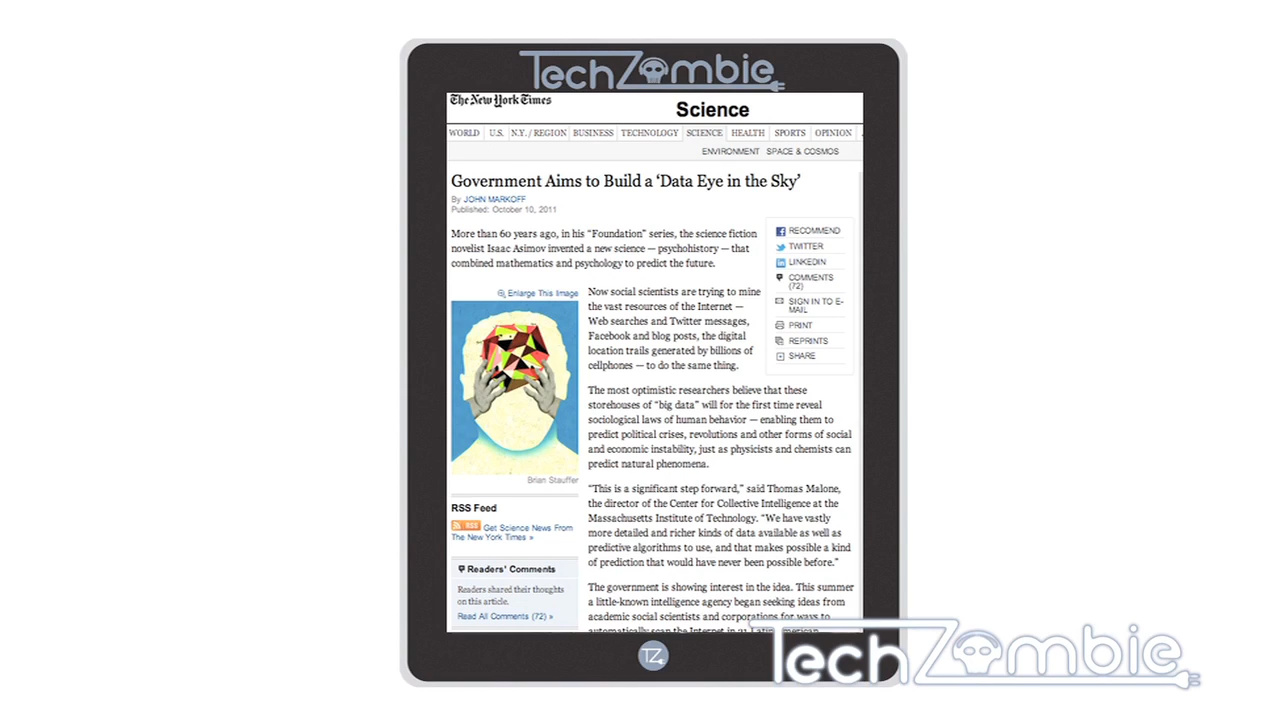 TechZombie
The New York Times
Science
WORLD U.S. N.Y. / REGION BUSINESS TECHNOLOGY SCIENCE HEALTH SPORTS OPINION
ENVIRONMENT SPACE & COSMOS
Government Aims to Build a ‘Data Eye in the Sky’
By JOHN MARKOFF
Published: October 10, 2011
More than 60 years ago, in his “Foundation” series, the science fiction
novelist Isaac Asimov invented a new science — psychohistory — that
combined mathematics and psychology to predict the future.
RECOMMEND
TWITTER
LINKEDIN
COMMENTS
(72)
SIGN IN TO E-
MAIL
PRINT
REPRINTS
SHARE
Enlarge This Image
Brian Stauffer
Now social scientists are trying to mine
the vast resources of the Internet —
Web searches and Twitter messages,
Facebook and blog posts, the digital
location trails generated by billions of
cellphones — to do the same thing.
The most optimistic researchers believe that these
storehouses of “big data” will for the first time reveal
sociological laws of human behavior — enabling them to
predict political crises, revolutions and other forms of social
and economic instability, just as physicists and chemists can
predict natural phenomena.
“This is a significant step forward,” said Thomas Malone,
the director of the Center for Collective Intelligence at the
Massachusetts Institute of Technology. “We have vastly
more detailed and richer kinds of data available as well as
predictive algorithms to use, and that makes possible a kind
of prediction that would have never been possible before.”
The government is showing interest in the idea. This summer
a little-known intelligence agency began seeking ideas from
academic social scientists and corporations for ways to
automatically scan the Internet in 21 Latin American
RSS Feed
RSS Get Science News From
The New York Times »
Readers' Comments
Readers shared their thoughts
on this article.
Read All Comments (72) »
TZ
TechZombie